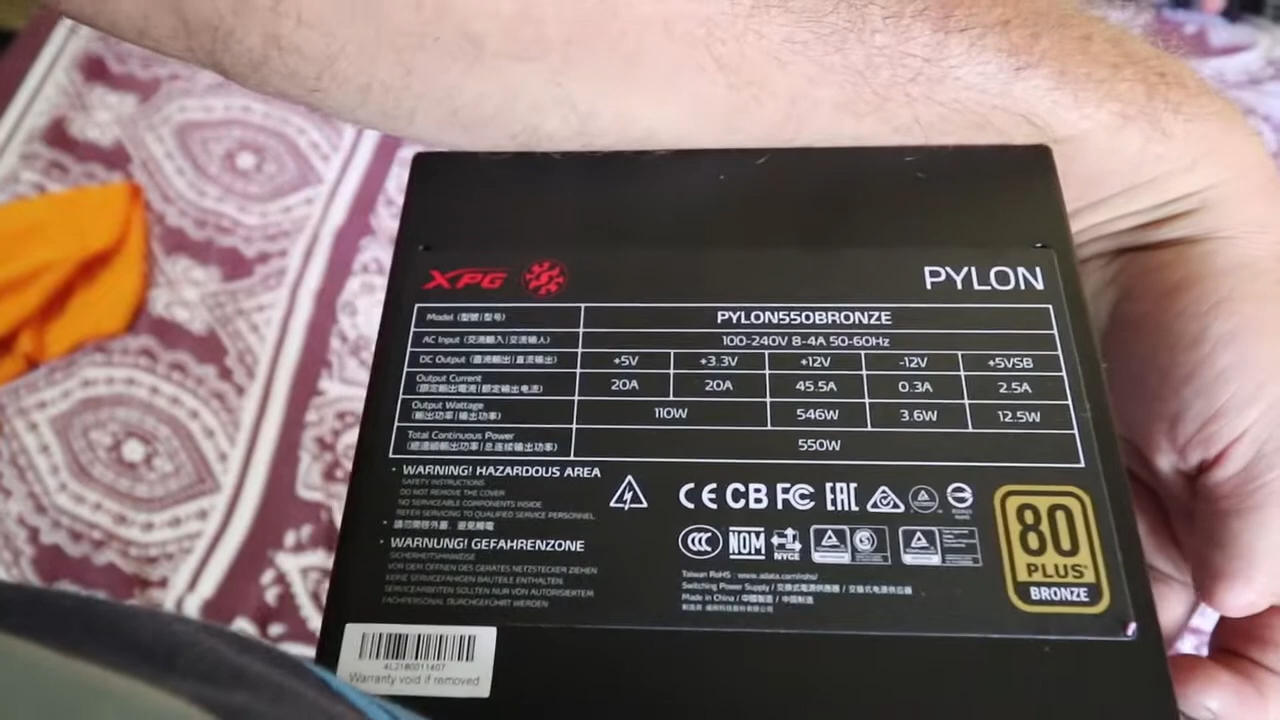 XPG
PYLON
Model (型號|型号) PYLON550BRONZE
AC Input (交流輸入|交流输入) 100-240V 8-4A 50-60Hz
DC Output (直流輸出|直流输出) +5V +3.3V +12V -12V +5VSB
Output Current (額定輸出電流|额定输出电流) 20A 20A 45.5A 0.3A 2.5A
Output Wattage (輸出功率|输出功率) 110W 546W 3.6W 12.5W
Total Continuous Power (總連續輸出功率|总连续输出功率) 550W
WARNING! HAZARDOUS AREA
SAFETY INSTRUCTIONS
DO NOT REMOVE THE COVER
NO SERVICEABLE COMPONENTS INSIDE
REFER SERVICING TO QUALIFIED SERVICE PERSONNEL.
請勿開啓外蓋，避免觸電
WARNUNG! GEFAHRENZONE
SICHERHEITSHINWEISE
VOR DEM ÖFFNEN DES GERÄTES NETZSTECKER ZIEHEN
KEINE SERVICEFÄHIGEN BAUTEILE ENTHALTEN.
SERVICEARBEITEN SOLLTEN NUR VON AUTORISIERTEM
FACHPERSONAL DURCHGEFÜHRT WERDEN
CE CB FC EAC
CCC NOM NYCE
Taiwan RoHS : www.adata.com/rohs/
Switching Power Supply / 交換式電源供應器 / 交换式电源供应器
Made in China / 中國製造 / 中国制造
80
PLUS
BRONZE
4L2180011407
Warranty void if removed